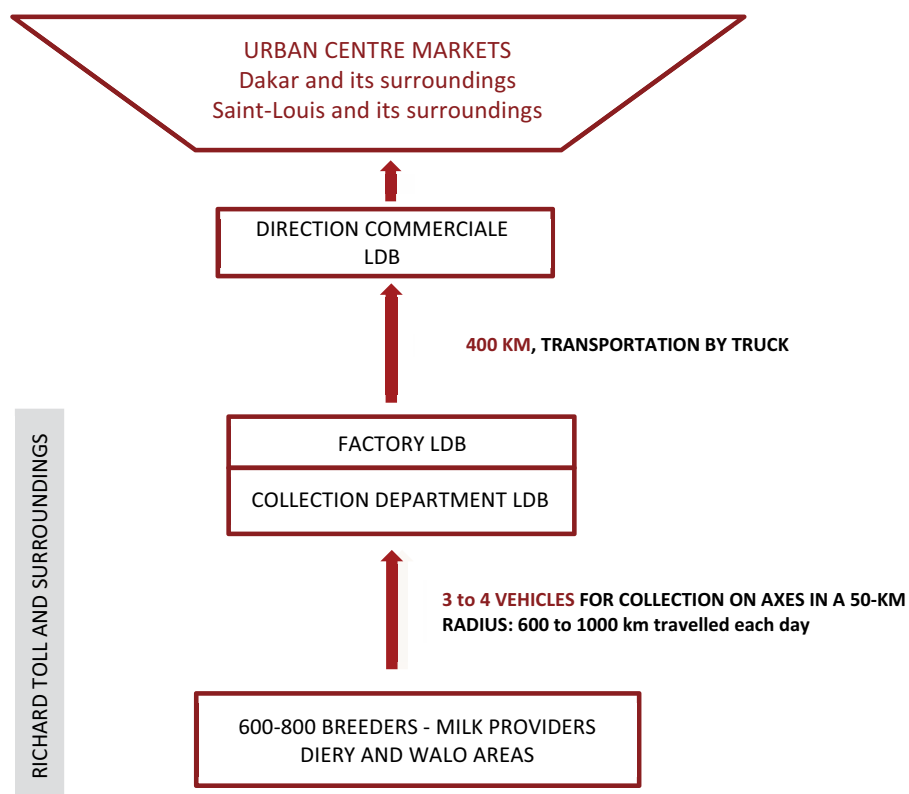 URBAN CENTRE MARKETS
Dakar and its surroundings
Saint-Louis and its surroundings
DIRECTION COMMERCIALE
LDB
400 KM, TRANSPORTATION BY TRUCK
FACTORY LDB
COLLECTION DEPARTMENT LDB
3 to 4 VEHICLES FOR COLLECTION ON AXES IN A 50-KM
RADIUS: 600 to 1000 km travelled each day
600-800 BREEDERS - MILK PROVIDERS
DIERY AND WALO AREAS
RICHARD TOLL AND SURROUNDINGS